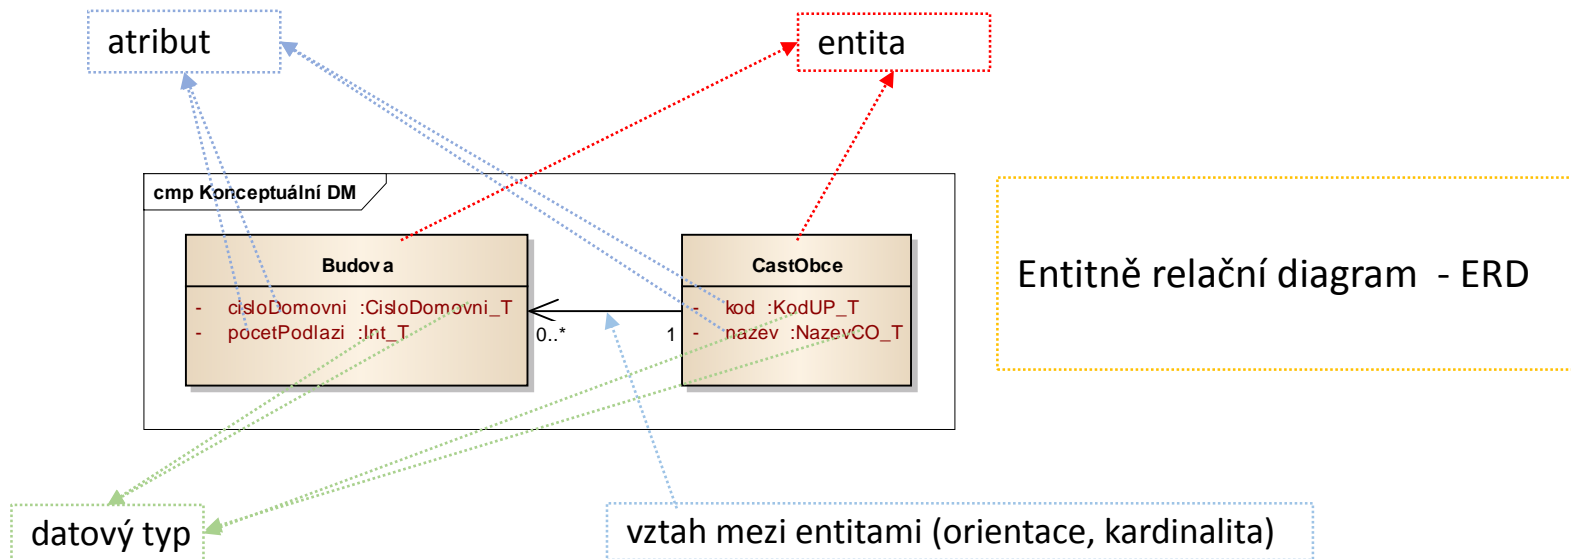 atribut
entita
cmp Konceptuální DM
Budova
- cisloDomovni :CisloDomovni_T
- pocetPodlazi :Int_T
0..*
1
CastObce
- kod :KodUP_T
- nazev :NazevCO_T
Entitně relační diagram - ERD
datový typ
vztah mezi entitami (orientace, kardinalita)